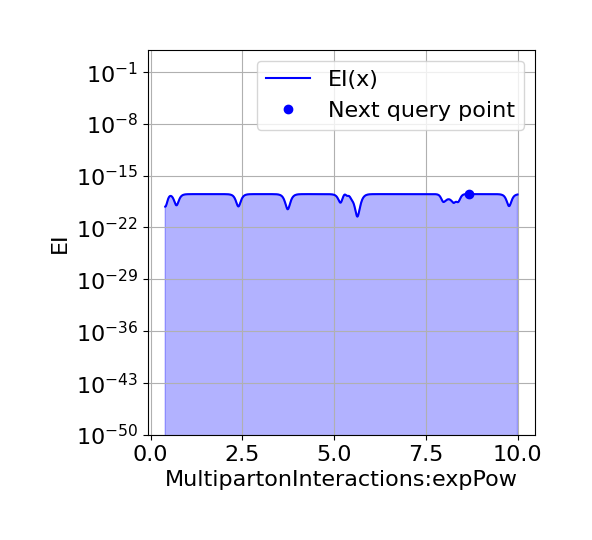 EI(x)
Next query point
10⁻¹
10⁻⁸
10⁻¹⁵
10⁻²²
10⁻²⁹
10⁻³⁶
10⁻⁴³
10⁻⁵⁰
EI
0.0 2.5 5.0 7.5 10.0
MultipartonInteractions:expPow